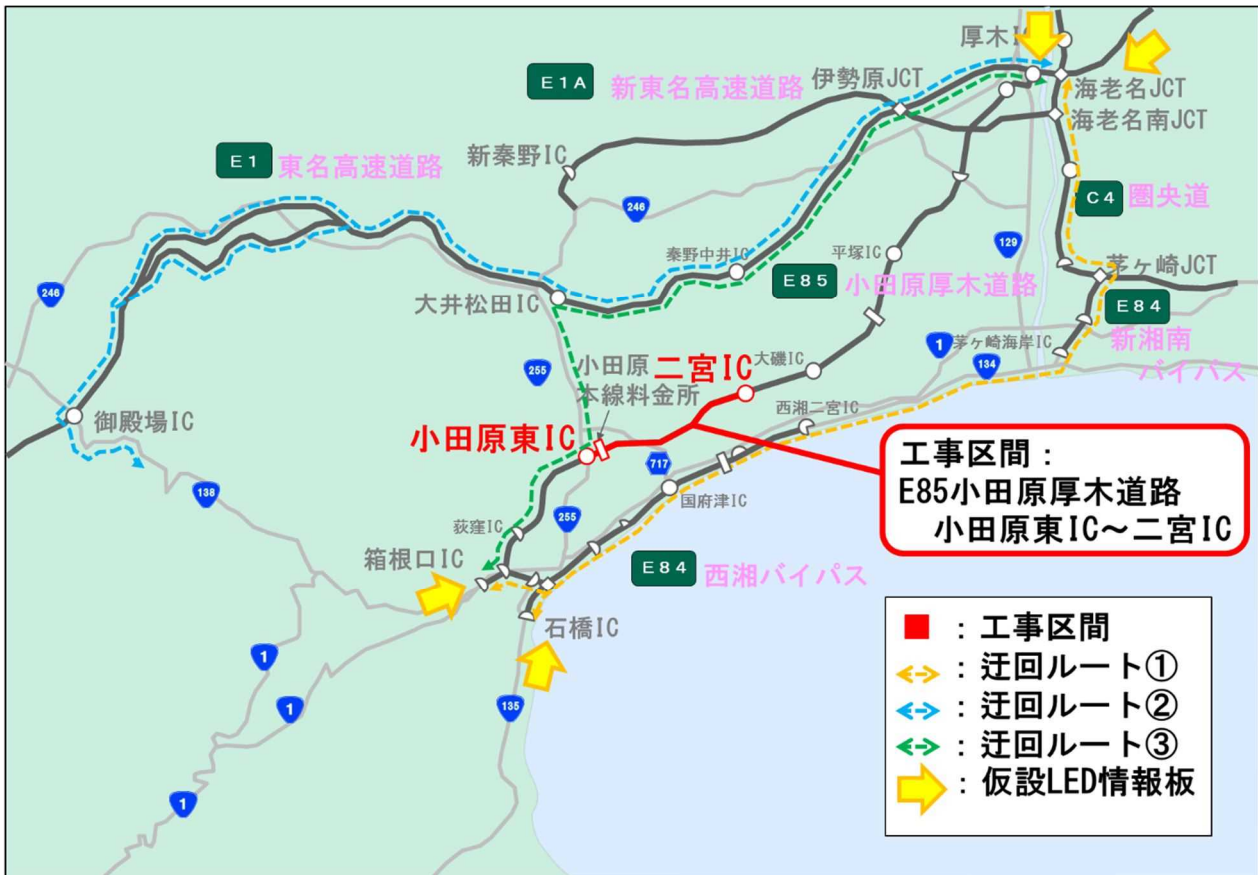 厚木IC
E1A
新東名高速道路
伊勢原JCT
海老名JCT
海老名南JCT
E1
東名高速道路
新秦野IC
246
C4
圏央道
129
秦野中井IC
平塚IC
茅ヶ崎JCT
246
大井松田IC
E85
小田原厚木道路
E84
新湘南
バイパス
1
茅ヶ崎海岸IC
134
255
小田原
本線料金所
二宮IC
大磯IC
西湘二宮IC
御殿場IC
小田原東IC
717
138
国府津IC
255
荻窪IC
工事区間：
E85小田原厚木道路
小田原東IC～二宮IC
箱根口IC
E84
西湘バイパス
石橋IC
1
1
135
1
：工事区間
：迂回ルート①
：迂回ルート②
：迂回ルート③
：仮設LED情報板